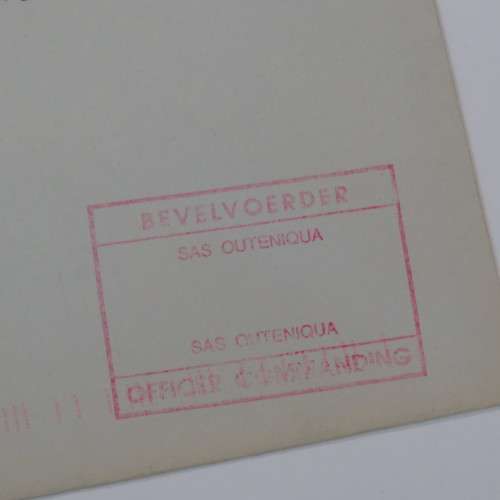 BEVELVOERDER
SAS OUTENIQUA
SAS OUTENIQUA
OFFICER COMMANDING